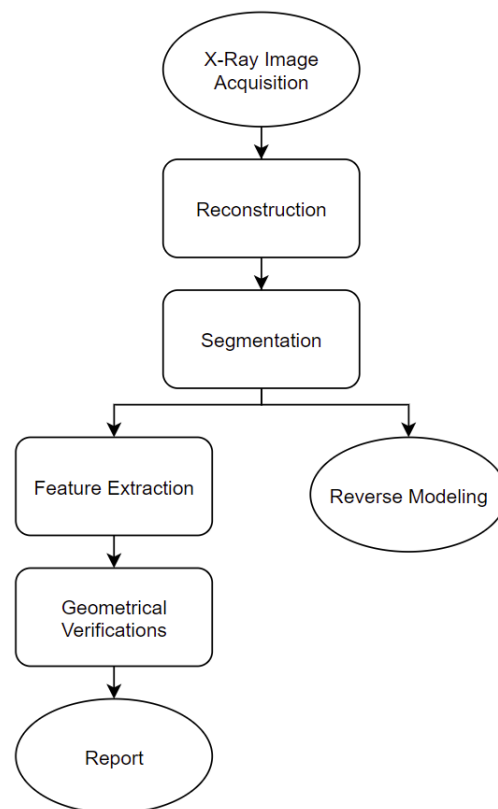 X-Ray Image
Acquisition
Reconstruction
Segmentation
Feature Extraction
Reverse Modeling
Geometrical
Verifications
Report